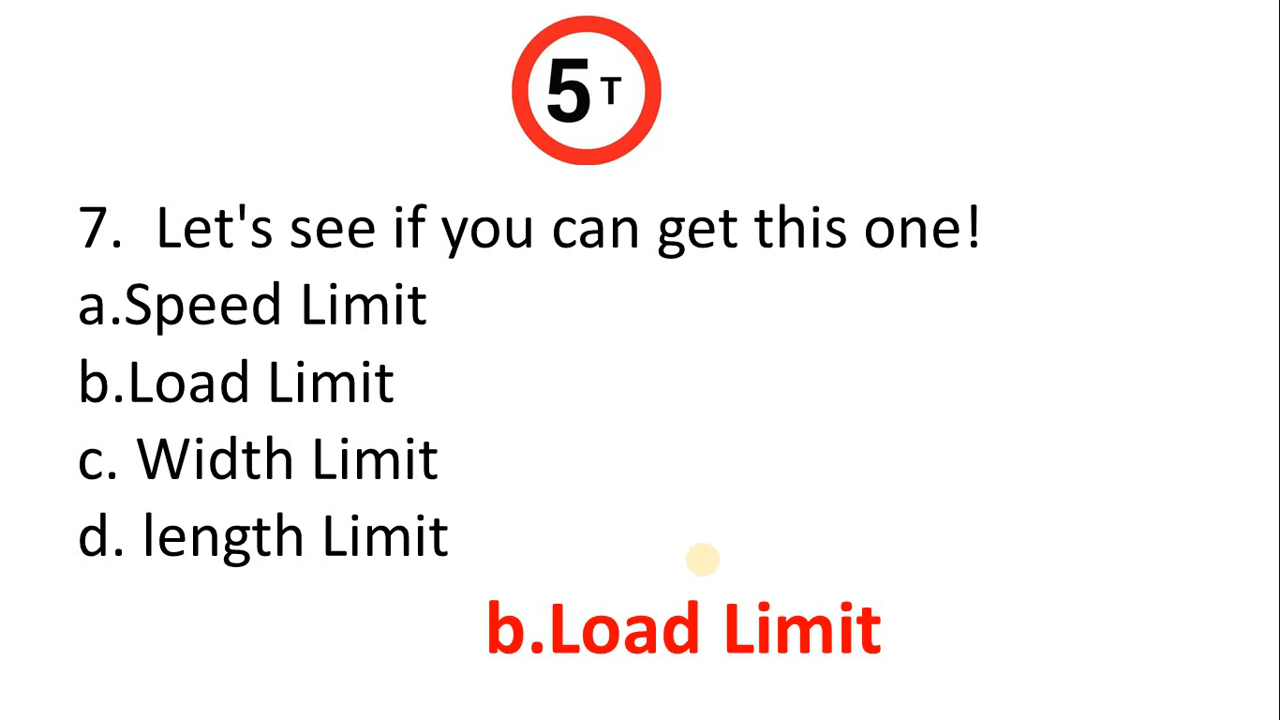 5 T
7.  Let's see if you can get this one!
a.Speed Limit
b.Load Limit
c. Width Limit
d. length Limit
b.Load Limit